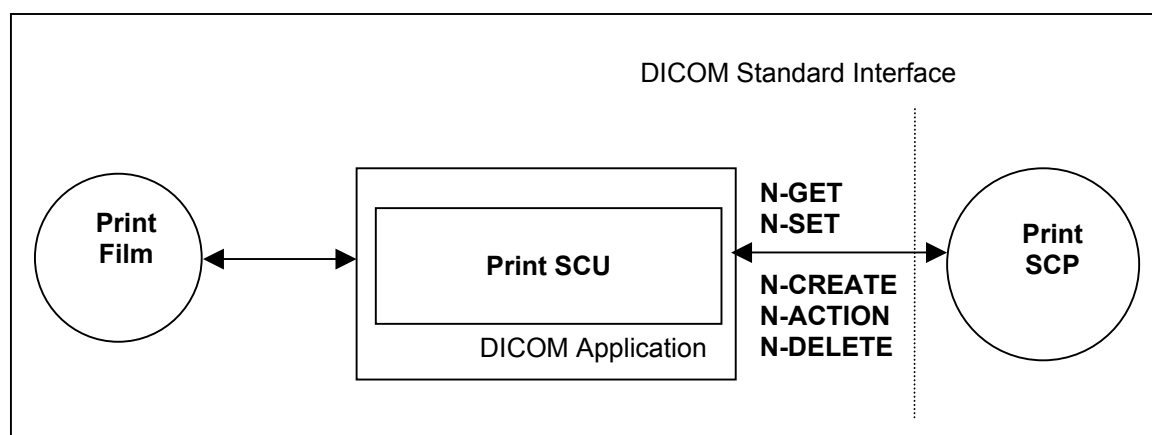 DICOM Standard Interface
Print
Film
Print SCU
DICOM Application
N-GET
N-SET
N-CREATE
N-ACTION
N-DELETE
Print
SCP